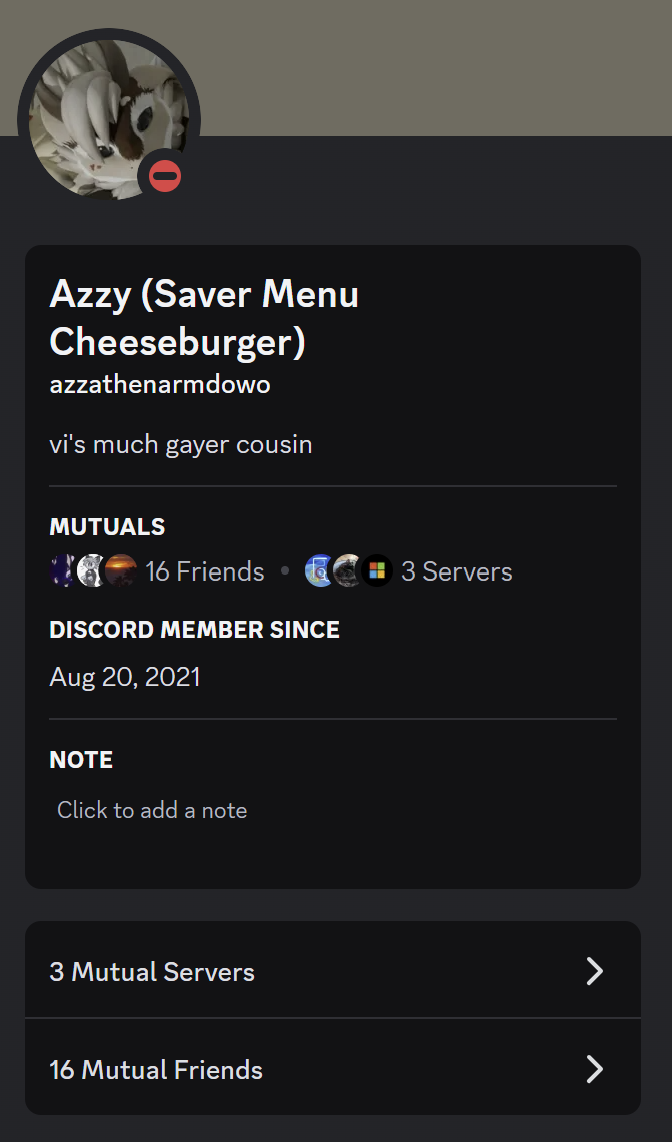 Azzy (Saver Menu
Cheeseburger)
azzathenarmdowo
vi's much gayer cousin
MUTUALS
16 Friends • 3 Servers
DISCORD MEMBER SINCE
Aug 20, 2021
NOTE
Click to add a note
3 Mutual Servers
16 Mutual Friends